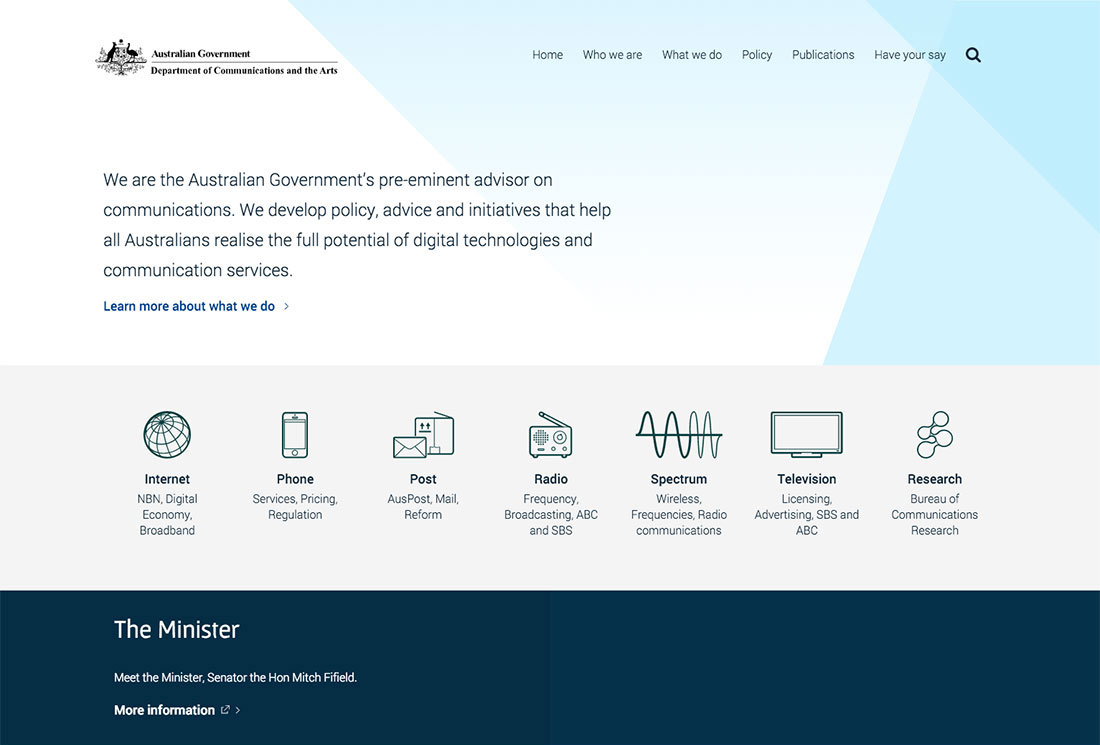 Australian Government
Department of Communications and the Arts
Home Who we are What we do Policy Publications Have your say
We are the Australian Government's pre-eminent advisor on
communications. We develop policy, advice and initiatives that help
all Australians realise the full potential of digital technologies and
communication services.
Learn more about what we do
Internet
NBN, Digital
Economy,
Broadband
Phone
Services, Pricing,
Regulation
Post
AusPost, Mail,
Reform
Radio
Frequency,
Broadcasting, ABC
and SBS
Spectrum
Wireless,
Frequencies, Radio
communications
Television
Licensing,
Advertising, SBS and
ABC
Research
Bureau of
Communications
Research
The Minister
Meet the Minister, Senator the Hon Mitch Fifield.
More information